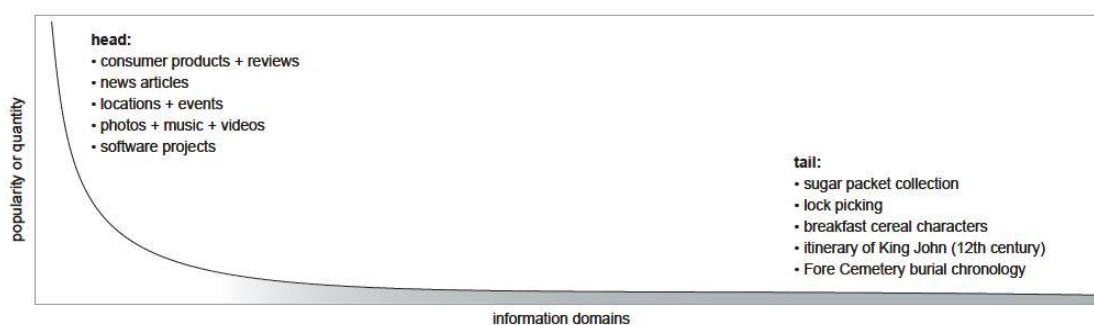 head:
• consumer products + reviews
• news articles
• locations + events
• photos + music + videos
• software projects
tail:
• sugar packet collection
• lock picking
• breakfast cereal characters
• itinerary of King John (12th century)
• Fore Cemetery burial chronology
popularity or quantity
information domains